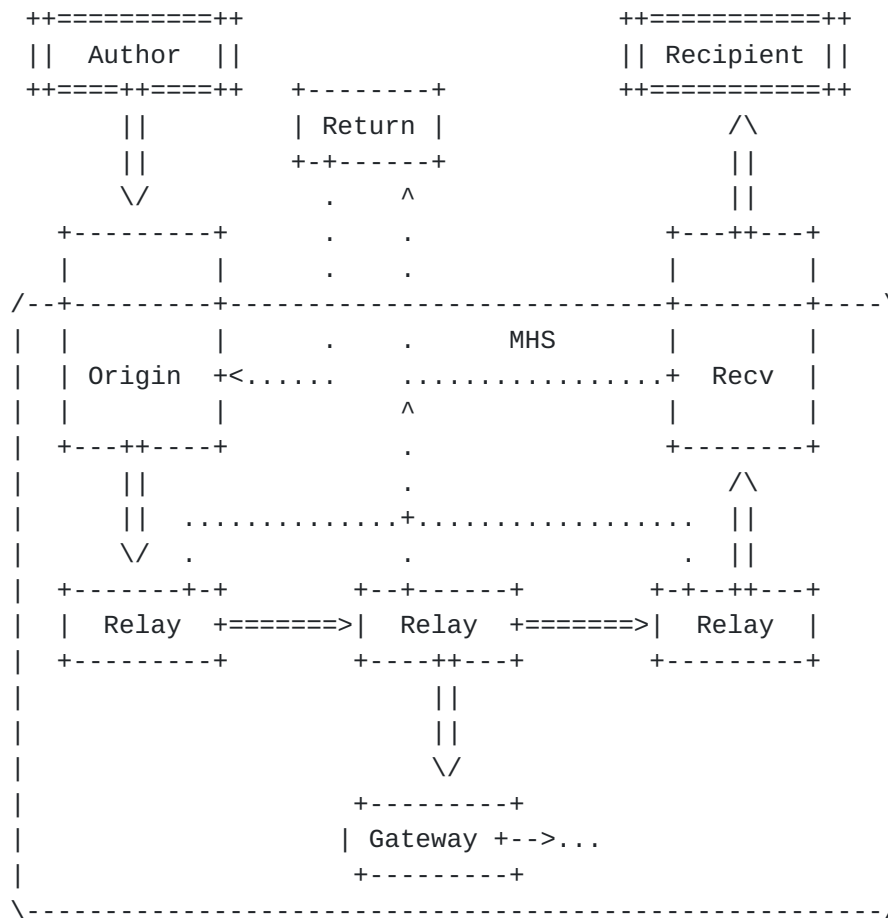 Author Recipient
Return
MHS
Origin Recv
Relay Relay Relay
Gateway